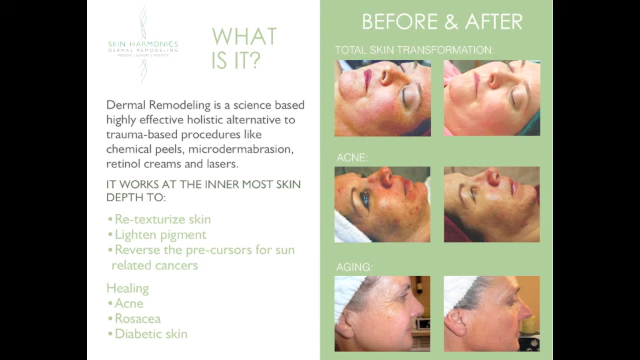 SKIN HARMONICS
DERMAL REMODELING
WHAT
IS IT?
Dermal Remodeling is a science based
highly effective holistic alternative to
trauma-based procedures like
chemical peels, microdermabrasion,
retinol creams and lasers.
IT WORKS AT THE INNER MOST SKIN
DEPTH TO:
•Re-texturize skin
•Lighten pigment
•Reverse the pre-cursors for sun
related cancers
Healing
•Acne
•Rosacea
•Diabetic skin
BEFORE & AFTER
TOTAL SKIN TRANSFORMATION:
ACNE:
AGING: